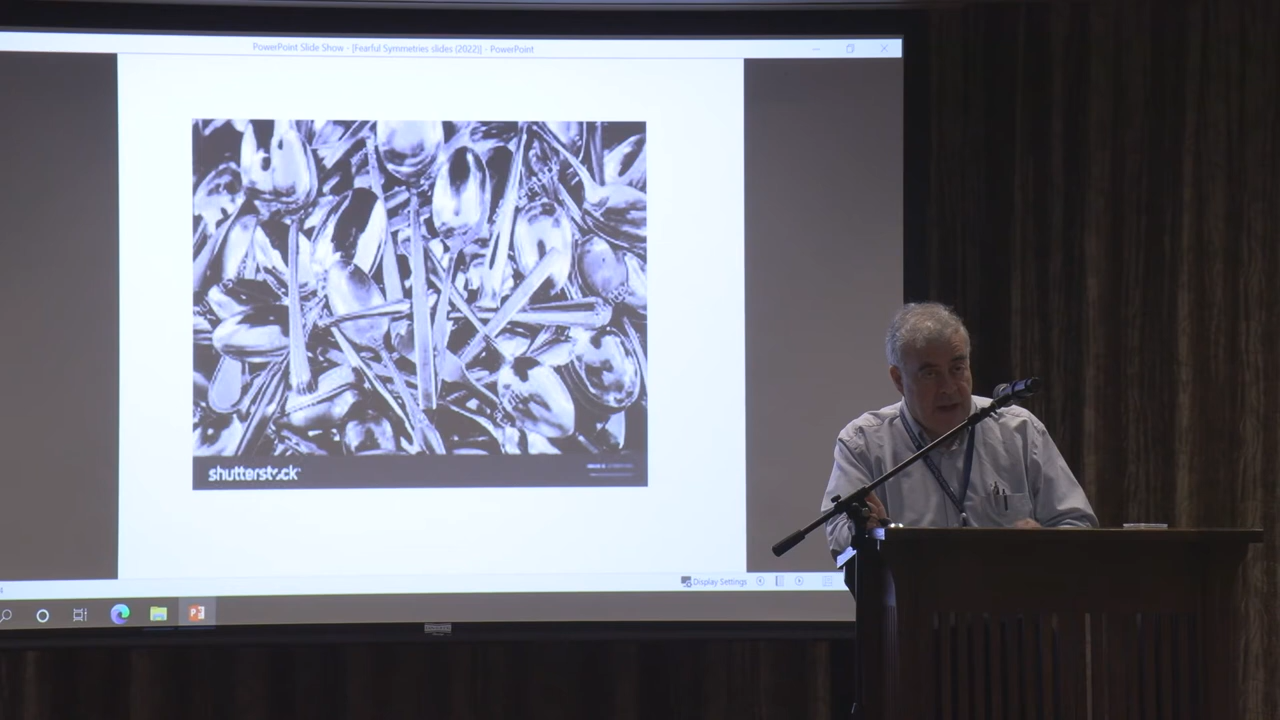 PowerPoint Slide Show - [Fearful Symmetries slides (2022)] - PowerPoint
shutterstock
Display Settings